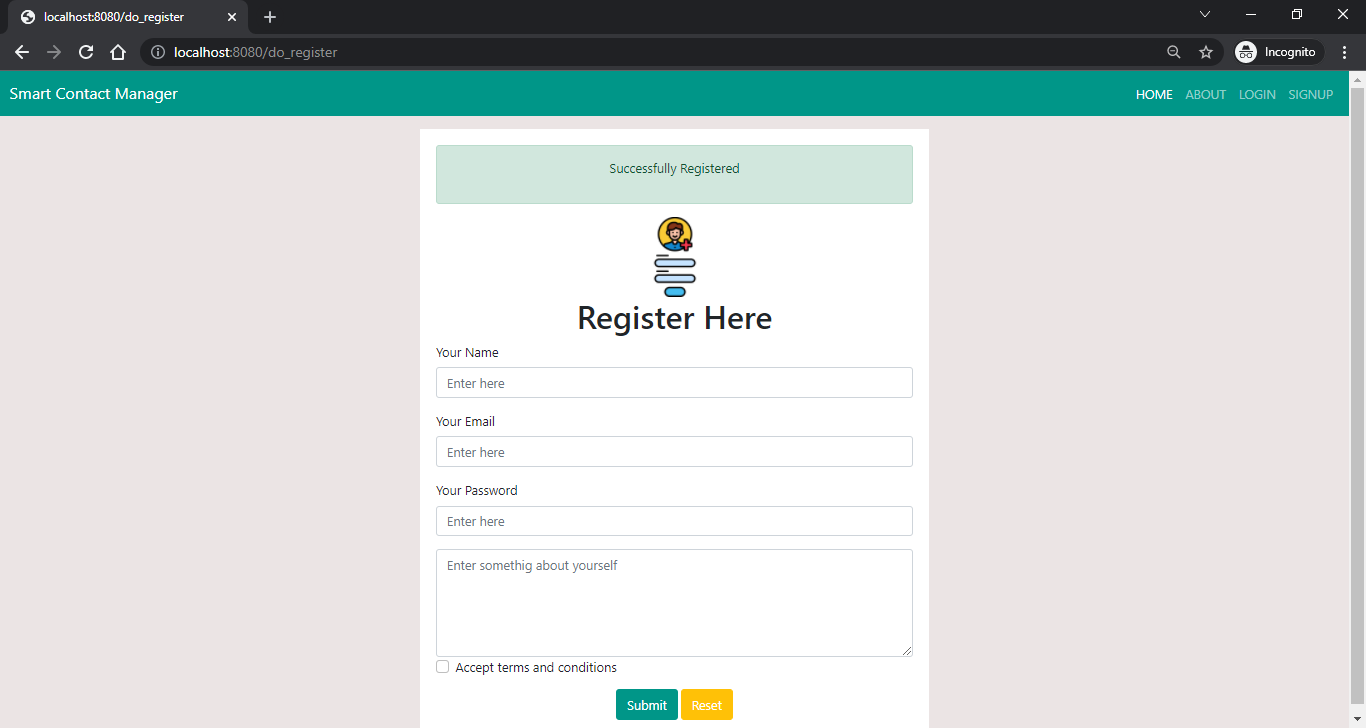 localhost:8080/do_register
localhost:8080/do_register
Incognito
Smart Contact Manager
HOME ABOUT LOGIN SIGNUP
Successfully Registered
Register Here
Your Name
Enter here
Your Email
Enter here
Your Password
Enter here
Enter somethig about yourself
Accept terms and conditions
Submit Reset